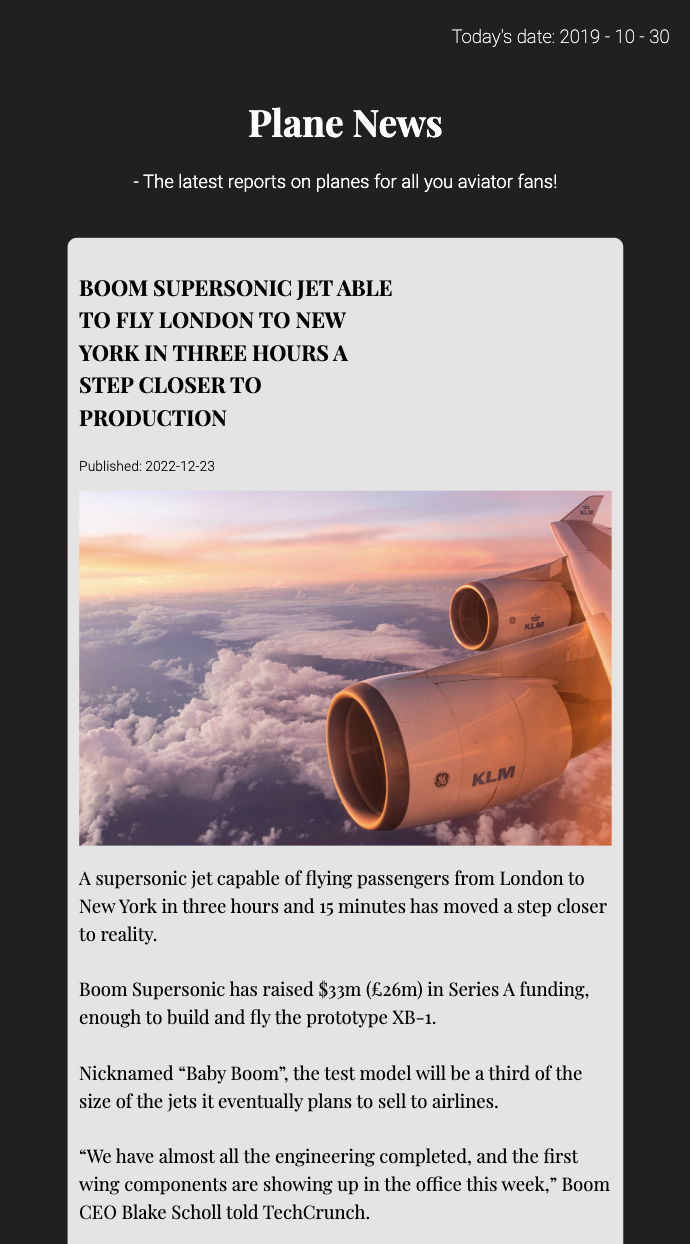 Today's date: 2019 - 10 - 30
Plane News
- The latest reports on planes for all you aviator fans!
BOOM SUPERSONIC JET ABLE
TO FLY LONDON TO NEW
YORK IN THREE HOURS A
STEP CLOSER TO
PRODUCTION
Published: 2022-12-23
KLM
KLM
KLM
A supersonic jet capable of flying passengers from London to
New York in three hours and 15 minutes has moved a step closer
to reality.
Boom Supersonic has raised $33m (£26m) in Series A funding,
enough to build and fly the prototype XB-1.
Nicknamed “Baby Boom”, the test model will be a third of the
size of the jets it eventually plans to sell to airlines.
“We have almost all the engineering completed, and the first
wing components are showing up in the office this week,” Boom
CEO Blake Scholl told TechCrunch.